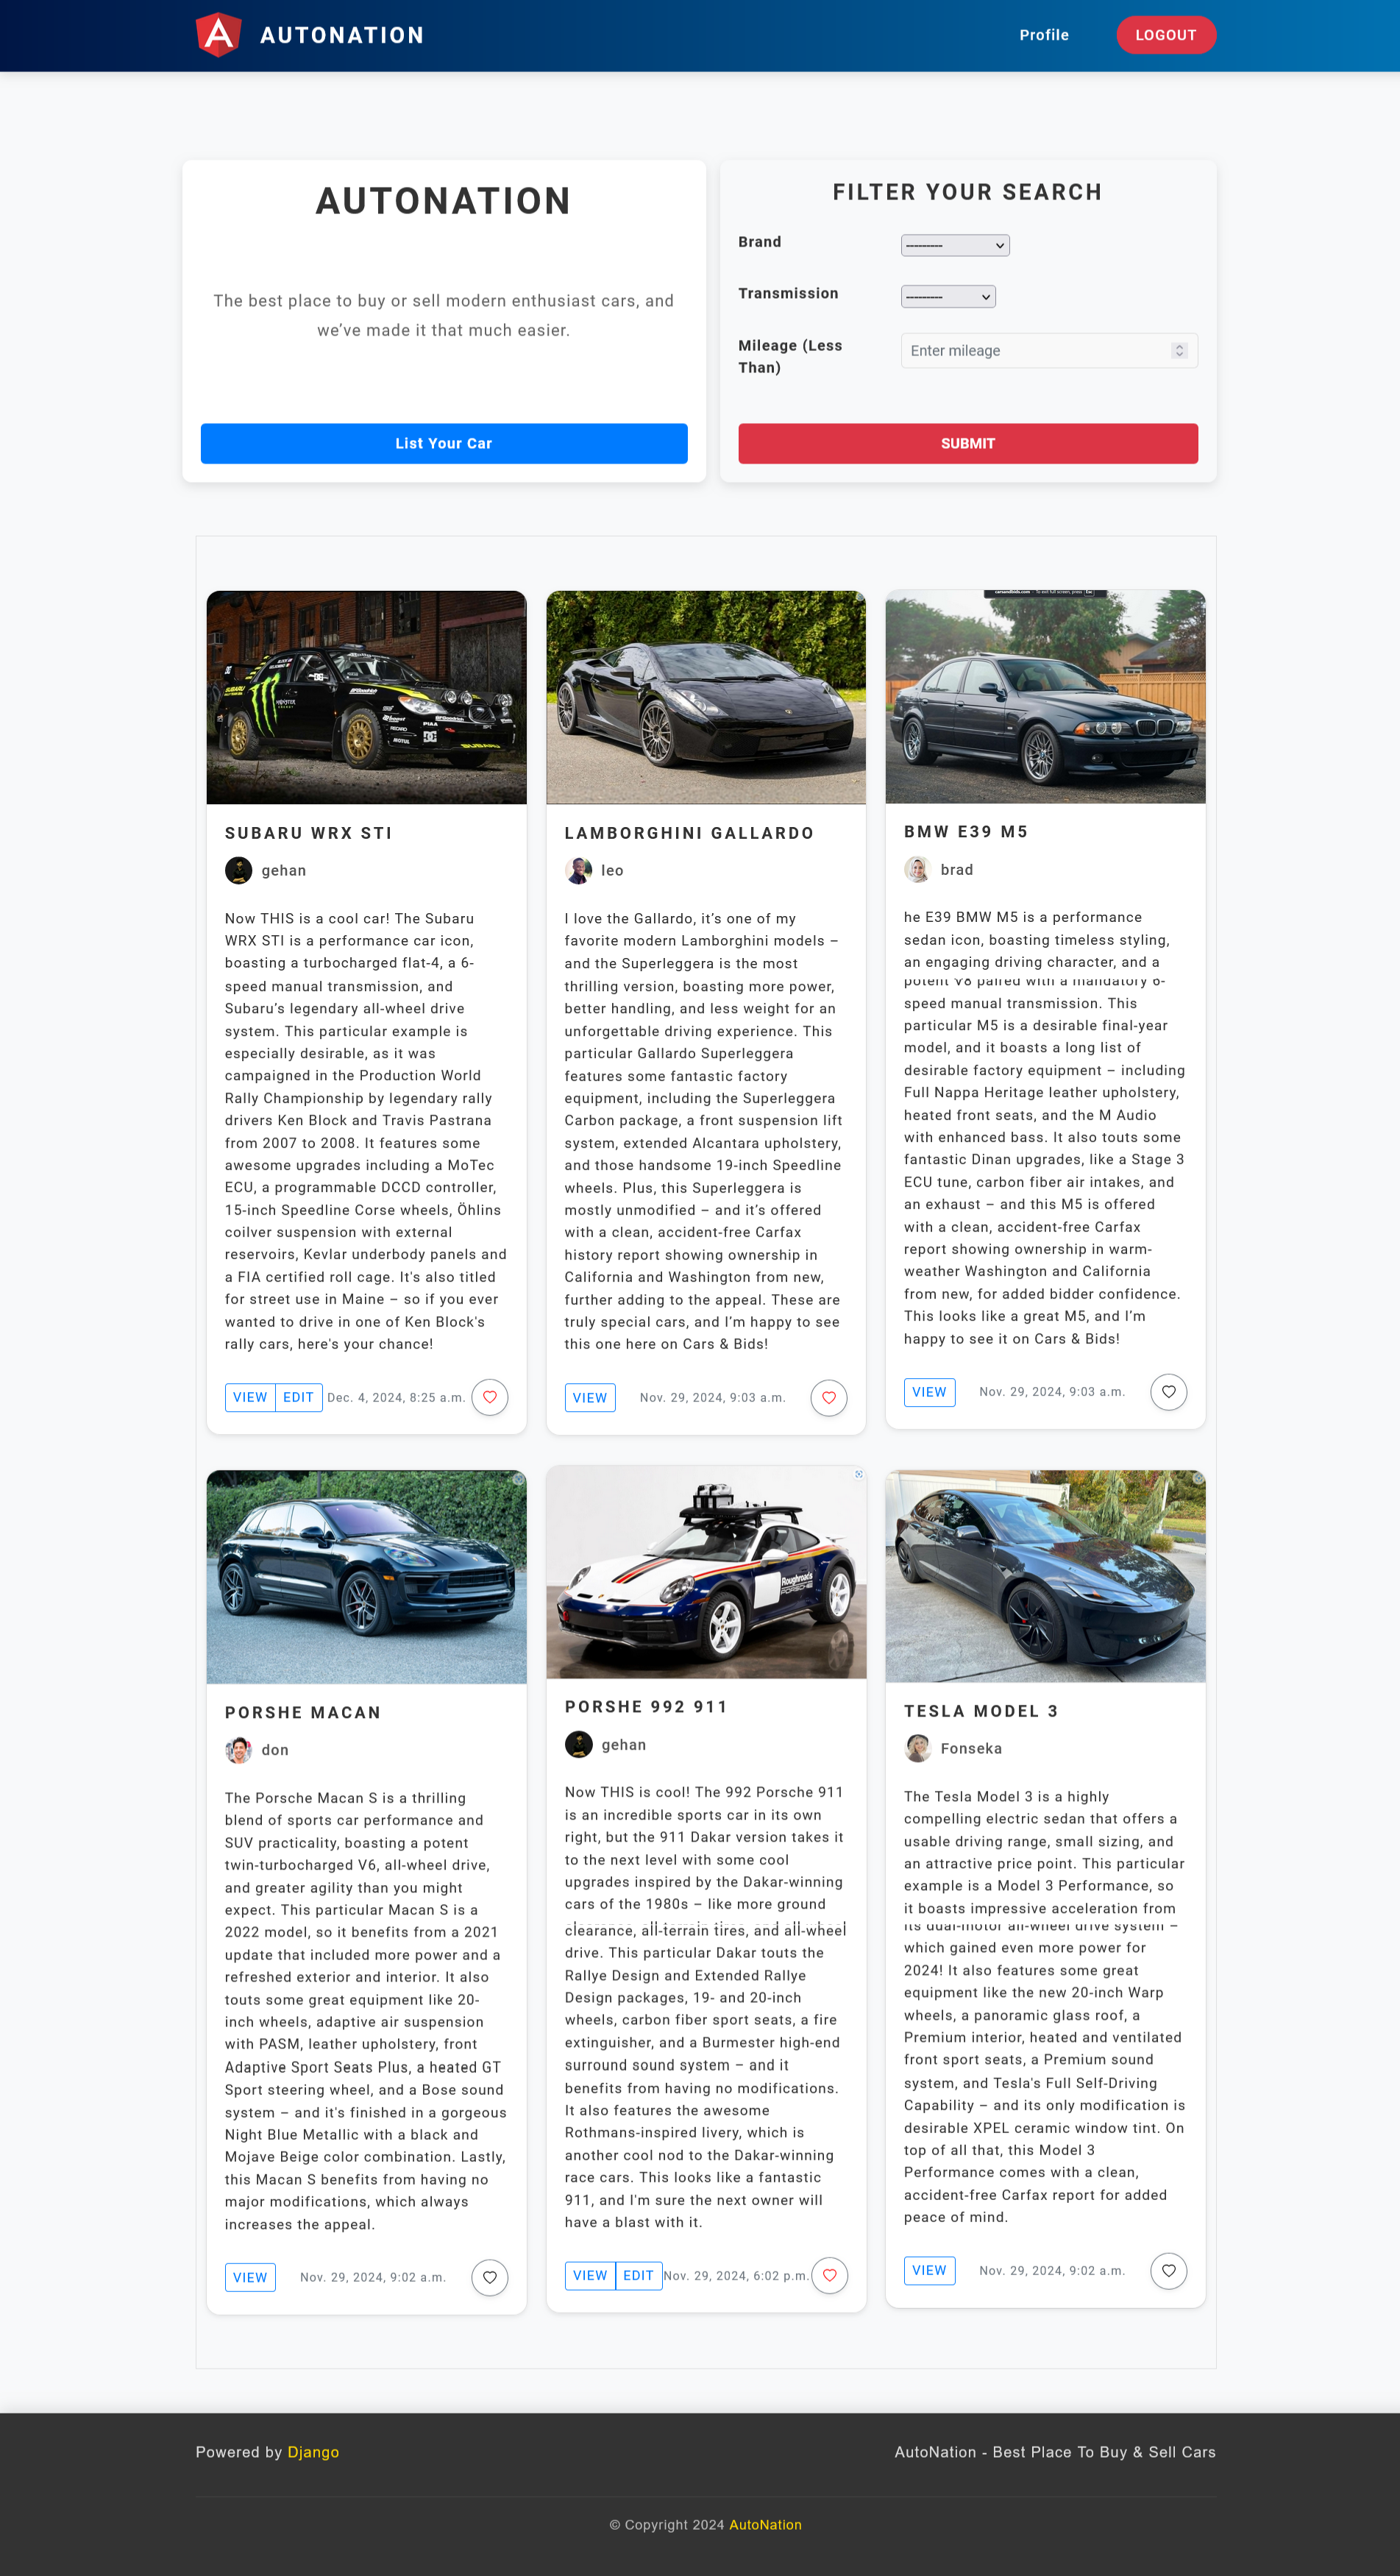 AUTONATION
Profile
LOGOUT
AUTONATION
The best place to buy or sell modern enthusiast cars, and
we've made it that much easier.
List Your Car
FILTER YOUR SEARCH
Brand
---------
Transmission
---------
Mileage (Less
Than)
Enter mileage
SUBMIT
SUBARU WRX STI
gehan
Now THIS is a cool car! The Subaru
WRX STI is a performance car icon,
boasting a turbocharged flat-4, a 6-
speed manual transmission, and
Subaru's legendary all-wheel drive
system. This particular example is
especially desirable, as it was
campaigned in the Production World
Rally Championship by legendary rally
drivers Ken Block and Travis Pastrana
from 2007 to 2008. It features some
awesome upgrades including a MoTec
ECU, a programmable DCCD controller,
15-inch Speedline Corse wheels, Öhlins
coilver suspension with external
reservoirs, Kevlar underbody panels and
a FIA certified roll cage. It's also titled
for street use in Maine – so if you ever
wanted to drive in one of Ken Block's
rally cars, here's your chance!
VIEW EDIT Dec. 4, 2024, 8:25 a.m.
LAMBORGHINI GALLARDO
leo
I love the Gallardo, it's one of my
favorite modern Lamborghini models –
and the Superleggera is the most
thrilling version, boasting more power,
better handling, and less weight for an
unforgettable driving experience. This
particular Gallardo Superleggera
features some fantastic factory
equipment, including the Superleggera
Carbon package, a front suspension lift
system, extended Alcantara upholstery,
and those handsome 19-inch Speedline
wheels. Plus, this Superleggera is
mostly unmodified – and it's offered
with a clean, accident-free Carfax
history report showing ownership in
California and Washington from new,
further adding to the appeal. These are
truly special cars, and I'm happy to see
this one here on Cars & Bids!
VIEW Nov. 29, 2024, 9:03 a.m.
carsandbids.com - To exit full screen, press Esc
BMW E39 M5
brad
he E39 BMW M5 is a performance
sedan icon, boasting timeless styling,
an engaging driving character, and a
potent V8 paired with a mandatory 6-
speed manual transmission. This
particular M5 is a desirable final-year
model, and it boasts a long list of
desirable factory equipment – including
Full Nappa Heritage leather upholstery,
heated front seats, and the M Audio
with enhanced bass. It also touts some
fantastic Dinan upgrades, like a Stage 3
ECU tune, carbon fiber air intakes, and
an exhaust – and this M5 is offered
with a clean, accident-free Carfax
report showing ownership in warm-
weather Washington and California
from new, for added bidder confidence.
This looks like a great M5, and I'm
happy to see it on Cars & Bids!
VIEW Nov. 29, 2024, 9:03 a.m.
PORSHE MACAN
don
The Porsche Macan S is a thrilling
blend of sports car performance and
SUV practicality, boasting a potent
twin-turbocharged V6, all-wheel drive,
and greater agility than you might
expect. This particular Macan S is a
2022 model, so it benefits from a 2021
update that included more power and a
refreshed exterior and interior. It also
touts some great equipment like 20-
inch wheels, adaptive air suspension
with PASM, leather upholstery, front
Adaptive Sport Seats Plus, a heated GT
Sport steering wheel, and a Bose sound
system – and it's finished in a gorgeous
Night Blue Metallic with a black and
Mojave Beige color combination. Lastly,
this Macan S benefits from having no
major modifications, which always
increases the appeal.
VIEW Nov. 29, 2024, 9:02 a.m.
Roughroads
PORSCHE
PORSHE 992 911
gehan
Now THIS is cool! The 992 Porsche 911
is an incredible sports car in its own
right, but the 911 Dakar version takes it
to the next level with some cool
upgrades inspired by the Dakar-winning
cars of the 1980s – like more ground
clearance, all-terrain tires, and all-wheel
drive. This particular Dakar touts the
Rallye Design and Extended Rallye
Design packages, 19- and 20-inch
wheels, carbon fiber sport seats, a fire
extinguisher, and a Burmester high-end
surround sound system – and it
benefits from having no modifications.
It also features the awesome
Rothmans-inspired livery, which is
another cool nod to the Dakar-winning
race cars. This looks like a fantastic
911, and I'm sure the next owner will
have a blast with it.
VIEW EDIT Nov. 29, 2024, 6:02 p.m.
TESLA MODEL 3
Fonseka
The Tesla Model 3 is a highly
compelling electric sedan that offers a
usable driving range, small sizing, and
an attractive price point. This particular
example is a Model 3 Performance, so
it boasts impressive acceleration from
its dual-motor all-wheel drive system –
which gained even more power for
2024! It also features some great
equipment like the new 20-inch Warp
wheels, a panoramic glass roof, a
Premium interior, heated and ventilated
front sport seats, a Premium sound
system, and Tesla's Full Self-Driving
Capability – and its only modification is
desirable XPEL ceramic window tint. On
top of all that, this Model 3
Performance comes with a clean,
accident-free Carfax report for added
peace of mind.
VIEW Nov. 29, 2024, 9:02 a.m.
Powered by Django
AutoNation - Best Place To Buy & Sell Cars
© Copyright 2024 AutoNation